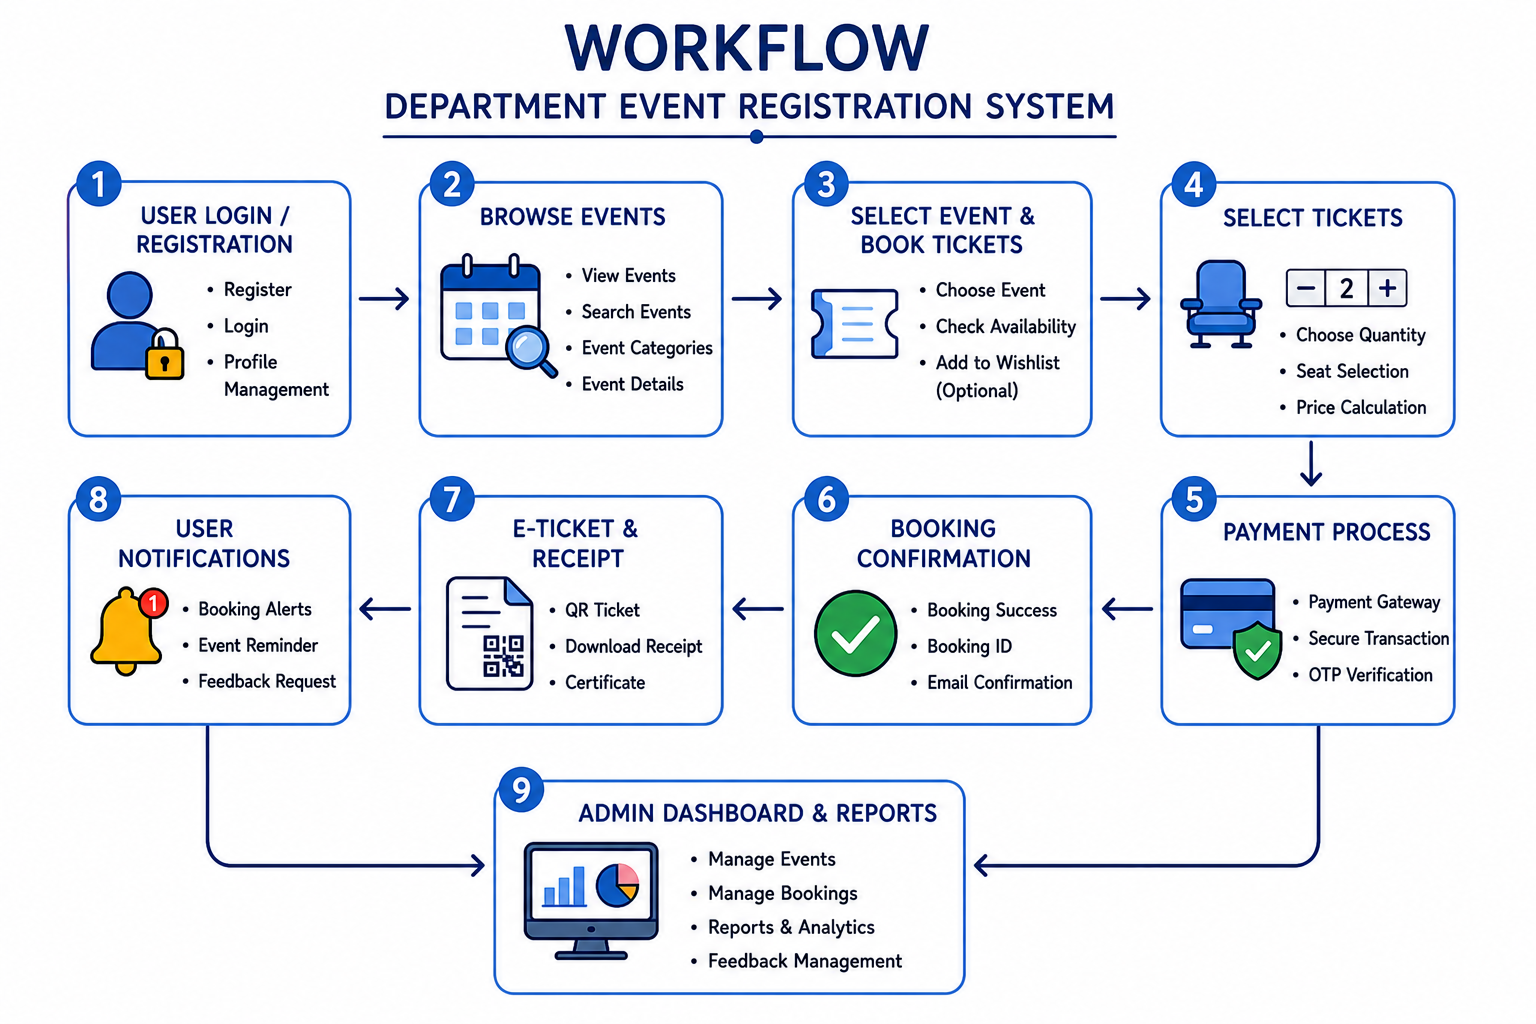 WORKFLOW
DEPARTMENT EVENT REGISTRATION SYSTEM
1
USER LOGIN /
REGISTRATION
• Register
• Login
• Profile
Management
2
BROWSE EVENTS
• View Events
• Search Events
• Event Categories
• Event Details
3
SELECT EVENT &
BOOK TICKETS
• Choose Event
• Check Availability
• Add to Wishlist
(Optional)
4
SELECT TICKETS
− 2 +
• Choose Quantity
• Seat Selection
• Price Calculation
5
PAYMENT PROCESS
• Payment Gateway
• Secure Transaction
• OTP Verification
6
BOOKING
CONFIRMATION
• Booking Success
• Booking ID
• Email Confirmation
7
E-TICKET &
RECEIPT
• QR Ticket
• Download Receipt
• Certificate
8
USER
NOTIFICATIONS
1
• Booking Alerts
• Event Reminder
• Feedback Request
9
ADMIN DASHBOARD & REPORTS
• Manage Events
• Manage Bookings
• Reports & Analytics
• Feedback Management